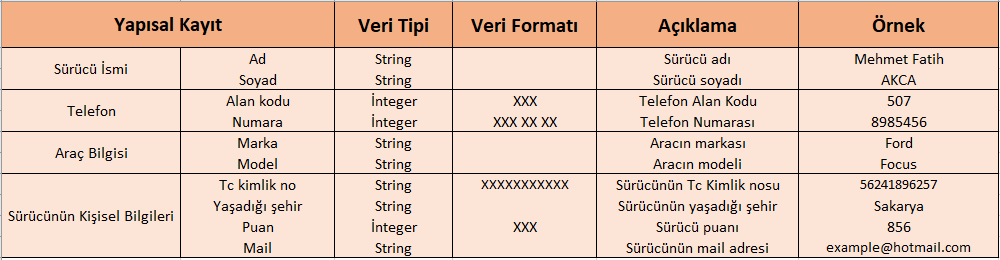 Yapısal Kayıt Veri Tipi Veri Formatı Açıklama Örnek
Sürücü İsmi Ad String Sürücü adı Mehmet Fatih
Soyad String Sürücü soyadı AKCA
Telefon Alan kodu İnteger XXX Telefon Alan Kodu 507
Numara İnteger XXX XX XX Telefon Numarası 8985456
Araç Bilgisi Marka String Aracın markası Ford
Model String Aracın modeli Focus
Sürücünün Kişisel Bilgileri Tc kimlik no String XXXXXXXXXXX Sürücünün Tc Kimlik nosu 56241896257
Yaşadığı şehir String Sürücünün yaşadığı şehir Sakarya
Puan İnteger XXX Sürücü puanı 856
Mail String Sürücünün mail adresi example@hotmail.com